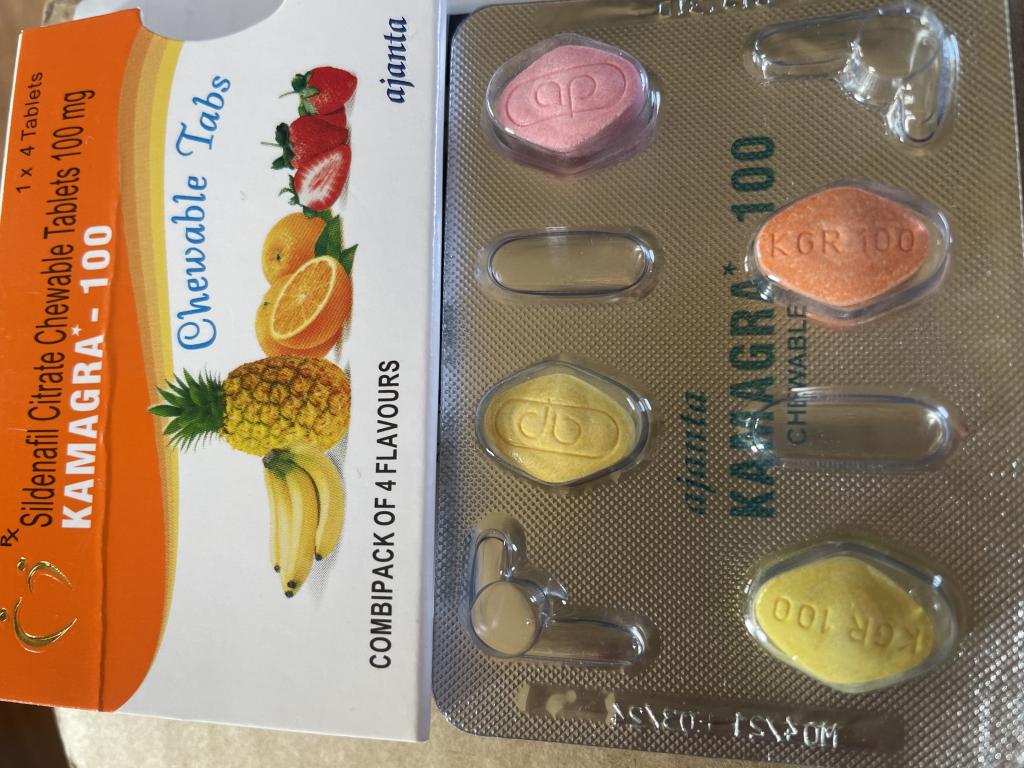 Rx
1 x 4 Tablets
Sildenafil Citrate Chewable Tablets 100 mg
KAMAGRA* - 100
Chewable Tabs
ajanta
COMBIPACK OF 4 FLAVOURS
ajanta
KAMAGRA* 100
CHEWABLE
KGR 100
KGR 100